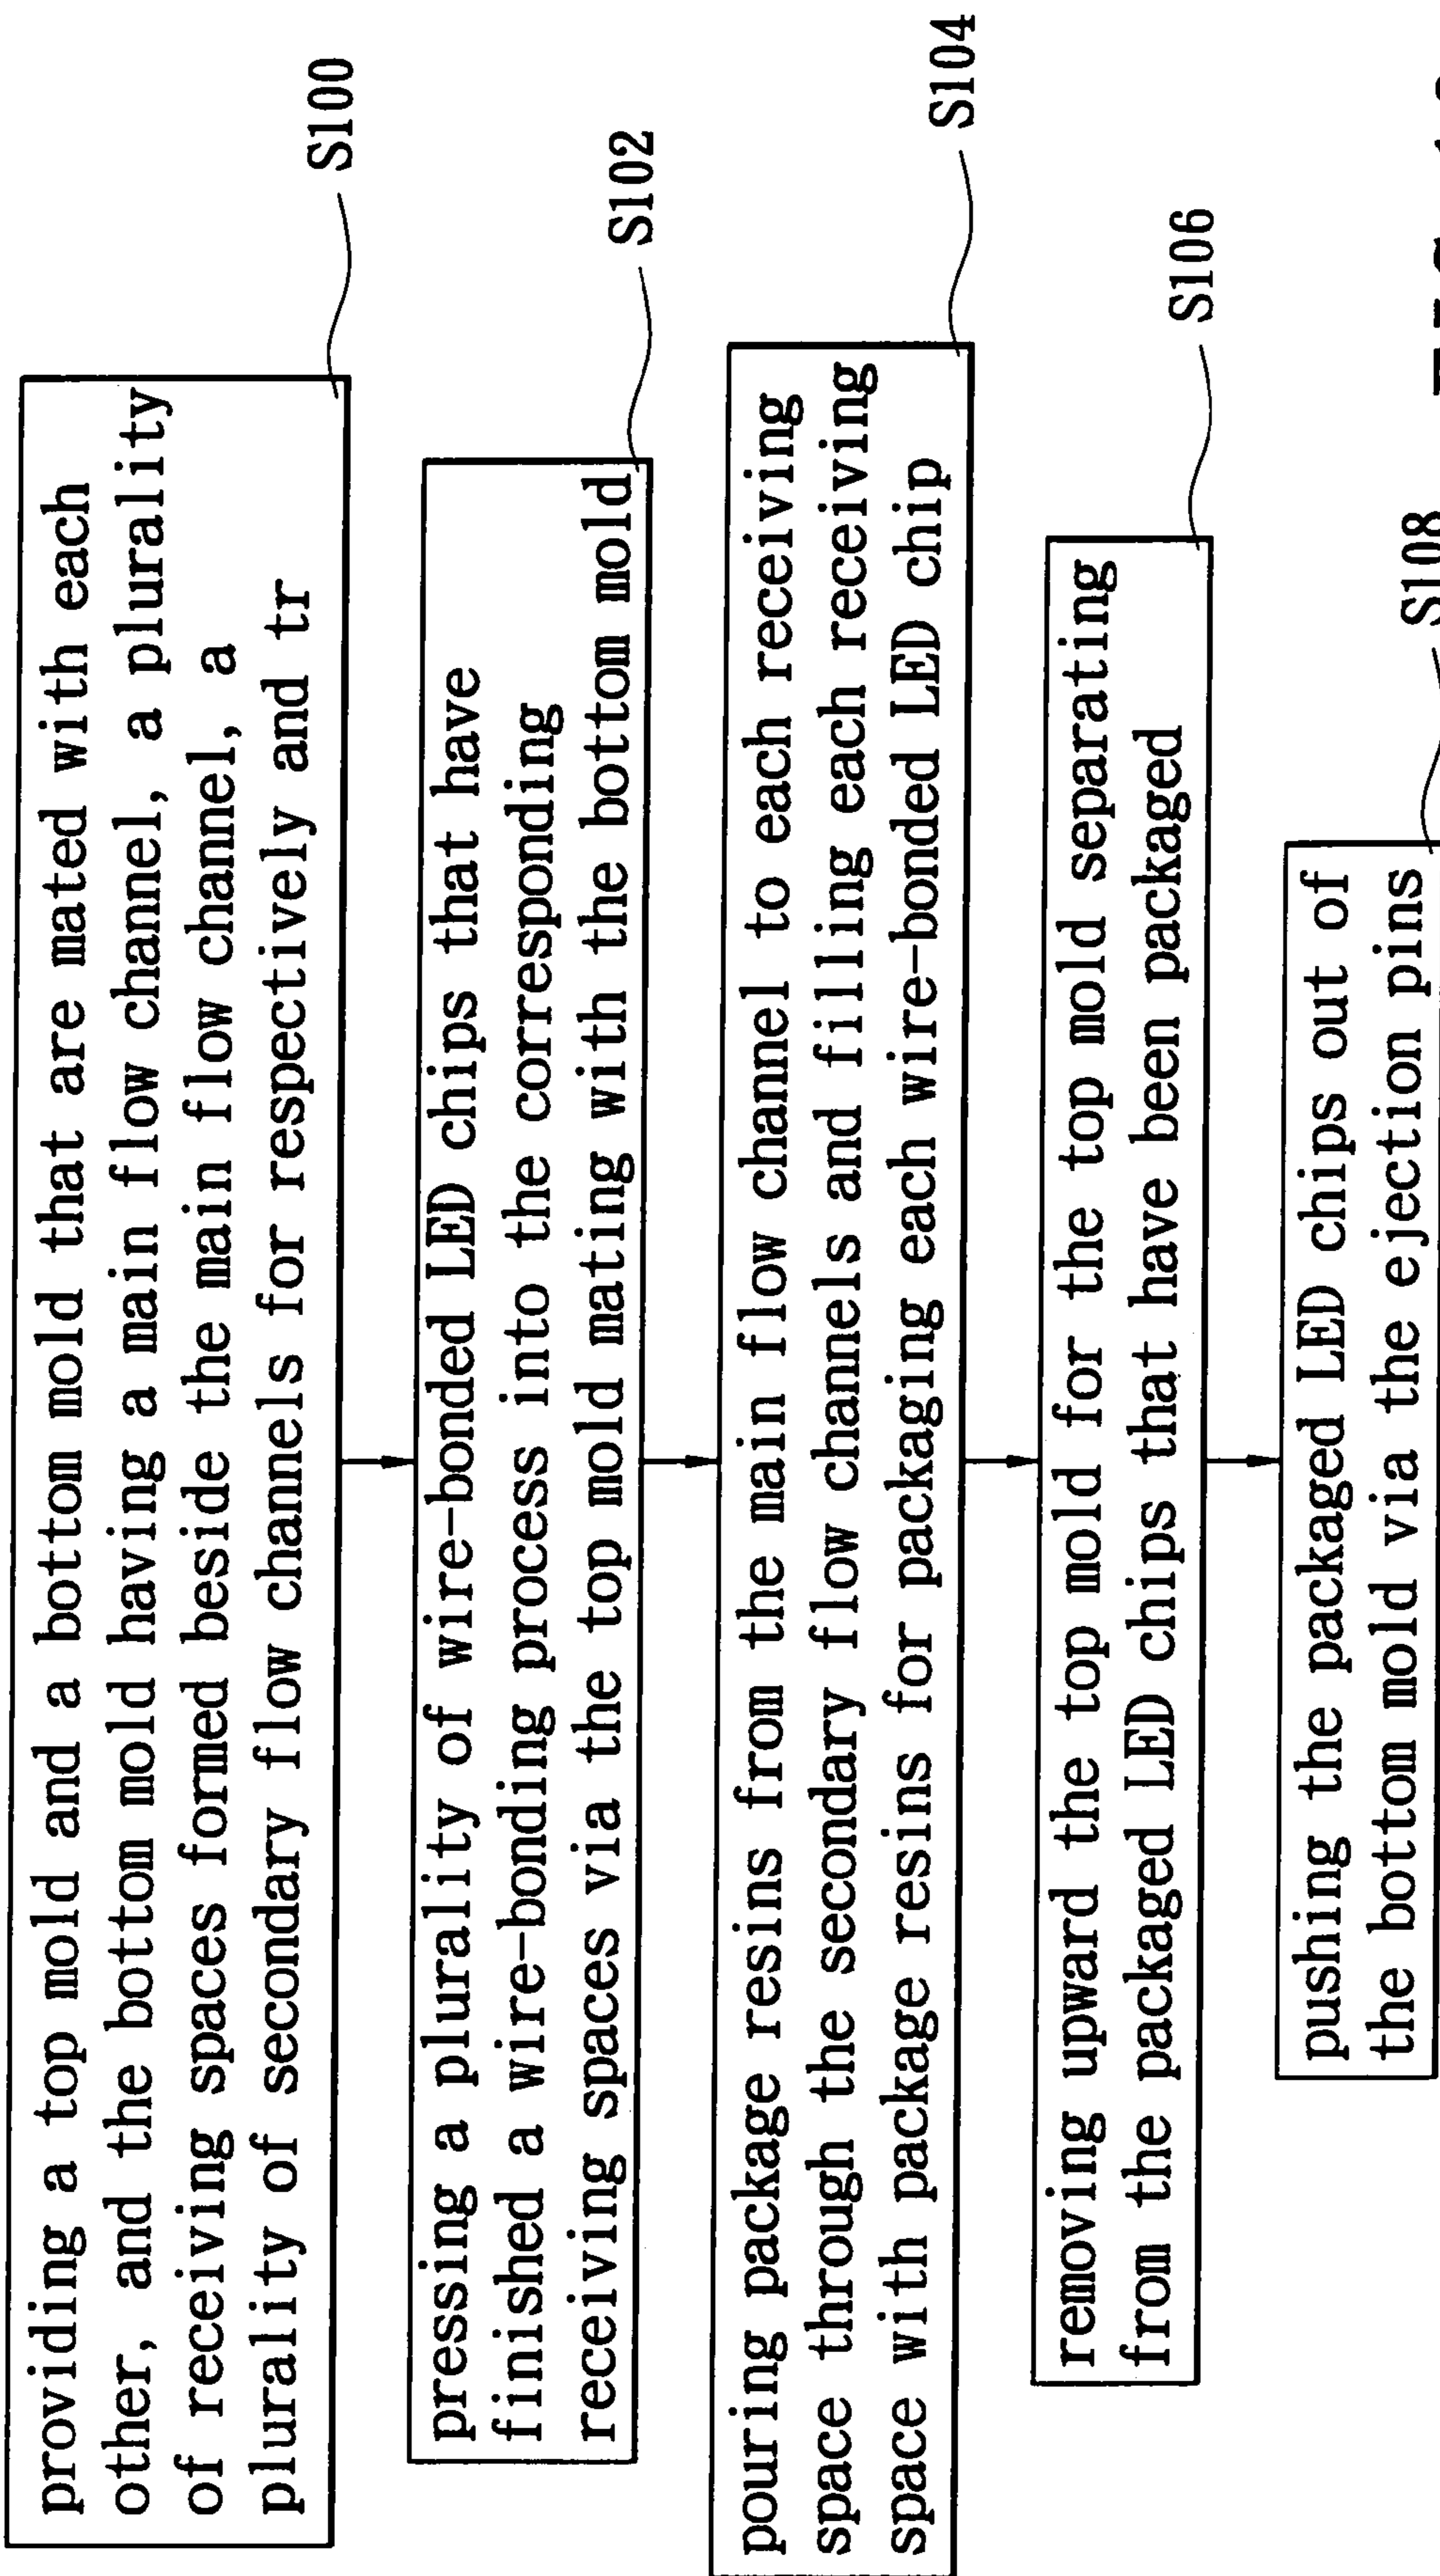 providing a top mold and a bottom mold that are mated with each
other, and the bottom mold having a main flow channel, a plurality
of receiving spaces formed beside the main flow channel, a
plurality of secondary flow channels for respectively and tr
S100
pressing a plurality of wire-bonded LED chips that have
finished a wire-bonding process into the corresponding
receiving spaces via the top mold mating with the bottom mold
S102
pouring package resins from the main flow channel to each receiving
space through the secondary flow channels and filling each receiving
space with package resins for packaging each wire-bonded LED chip
S104
removing upward the top mold for the top mold separating
from the packaged LED chips that have been packaged
S106
pushing the packaged LED chips out of
the bottom mold via the ejection pins
S108